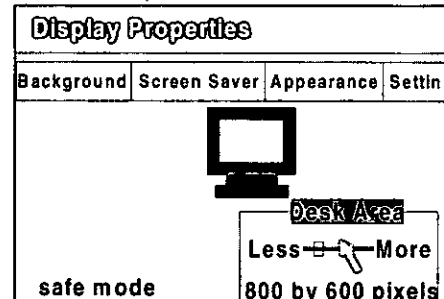 Display Properties
Background Screen Saver Appearance Settin
Desk Area
Less More
safe mode 800 by 600 pixels